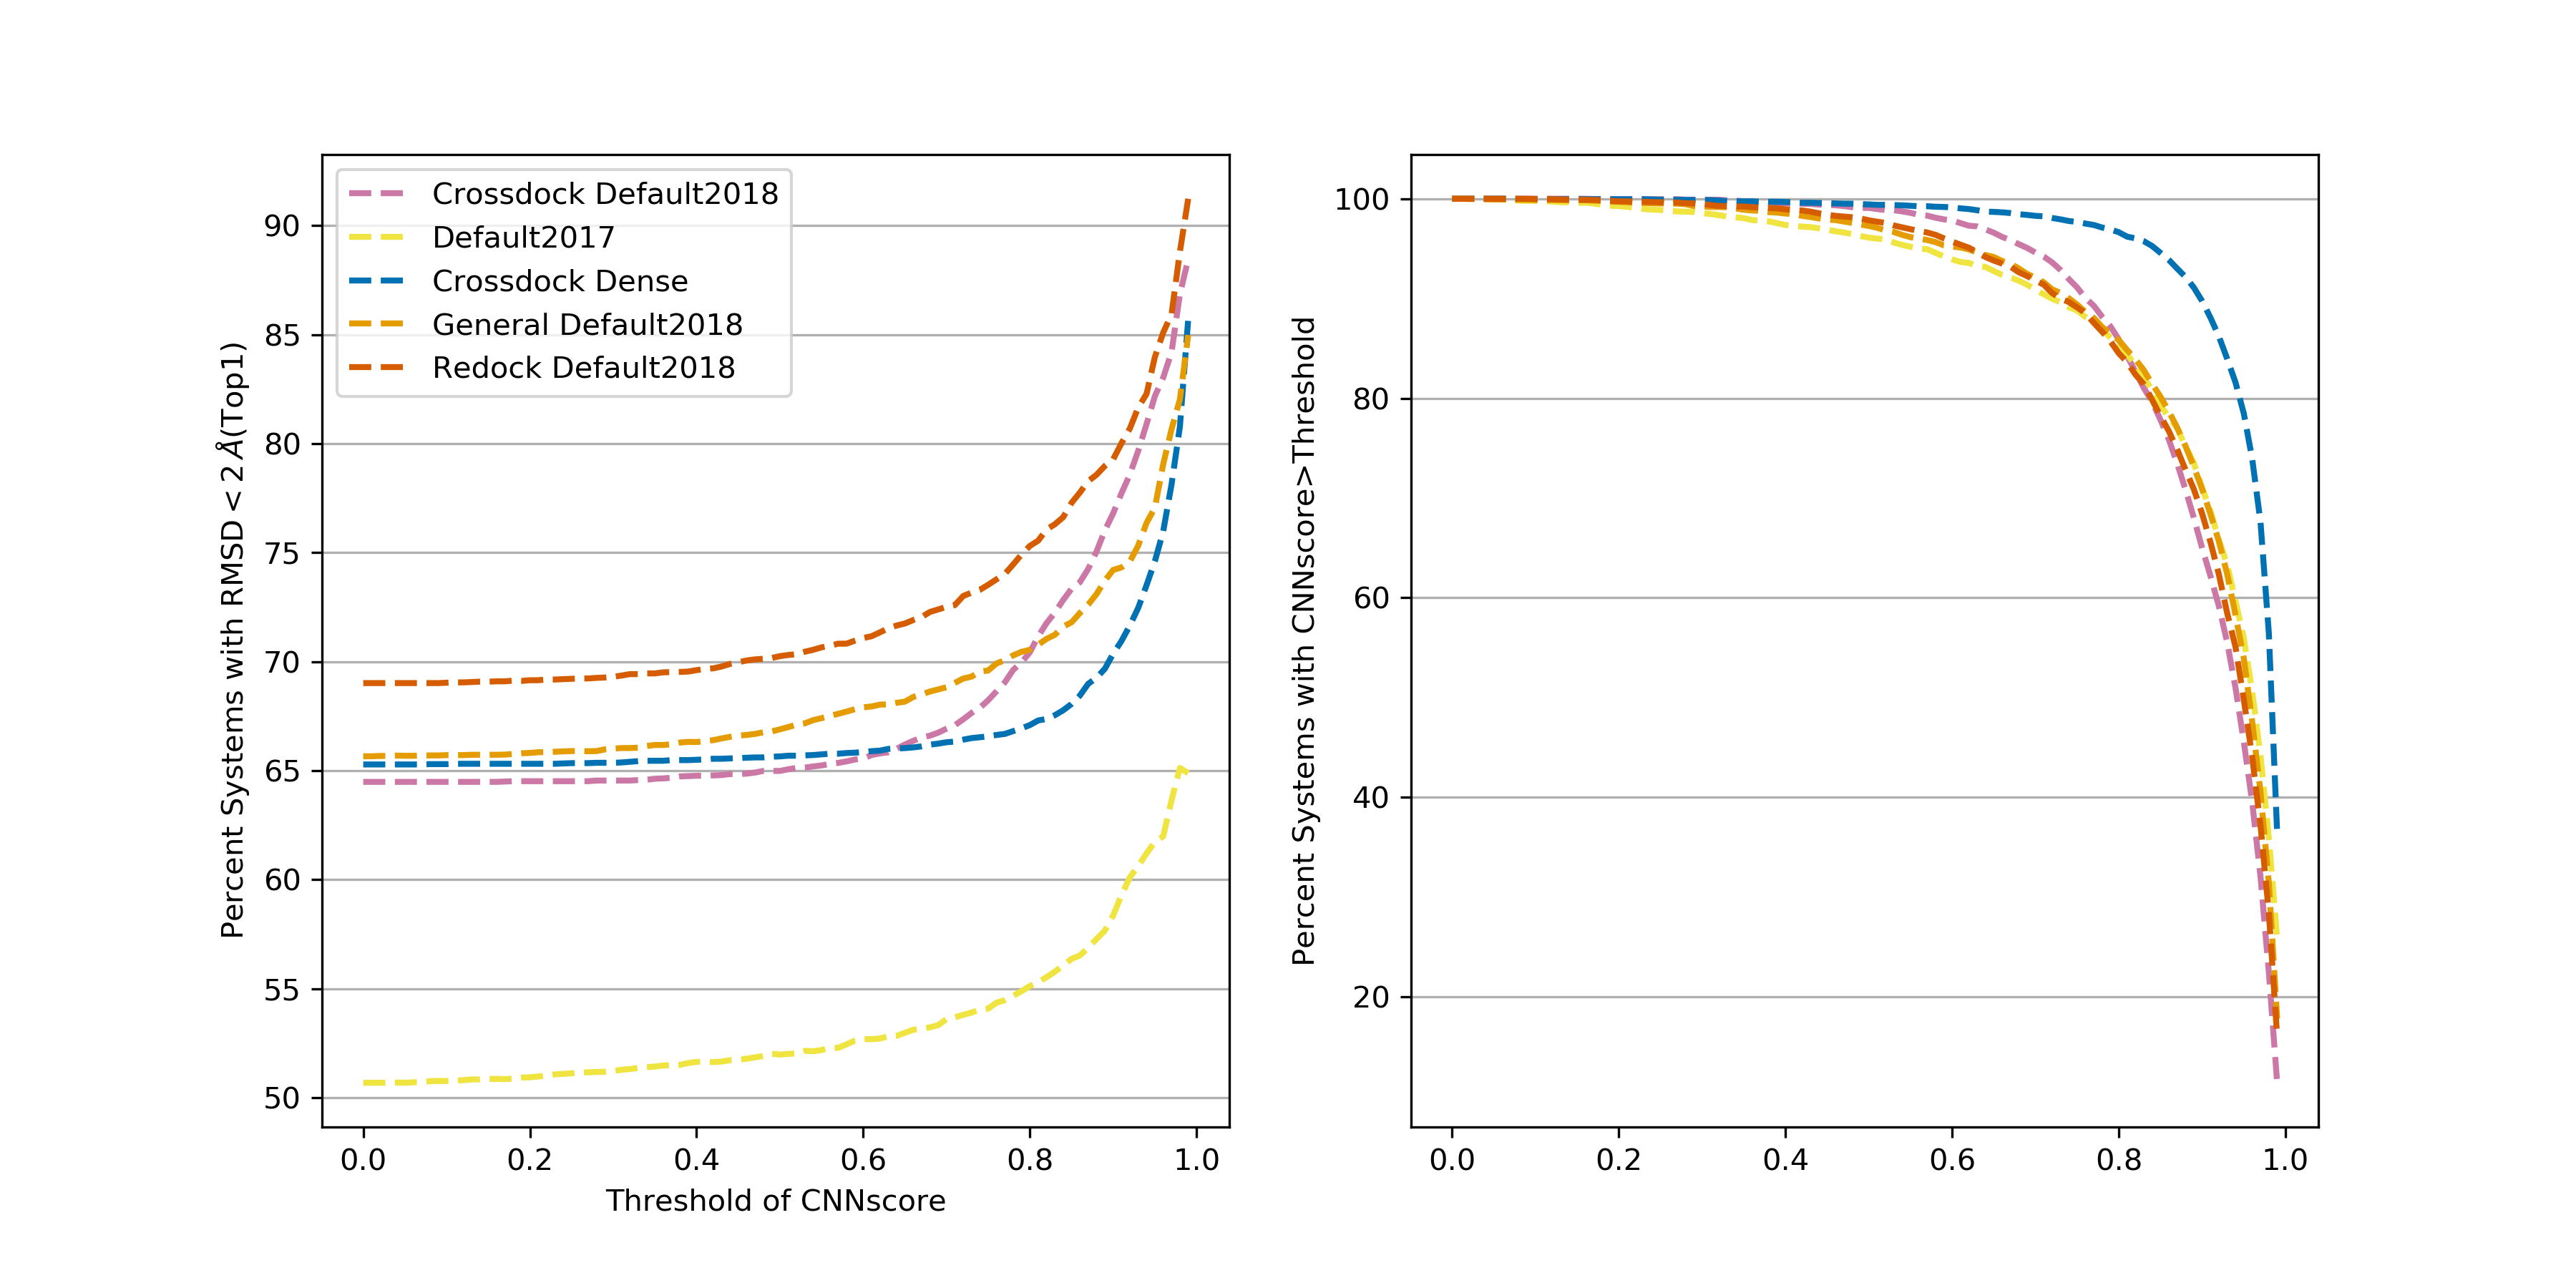 Percent Systems with RMSD < 2Å(Top1)
90
85
80
75
70
65
60
55
50
Crossdock Default2018
Default2017
Crossdock Dense
General Default2018
Redock Default2018
0.0 0.2 0.4 0.6 0.8 1.0
Threshold of CNNscore
Percent Systems with CNNscore>Threshold
100
80
60
40
20
0.0 0.2 0.4 0.6 0.8 1.0